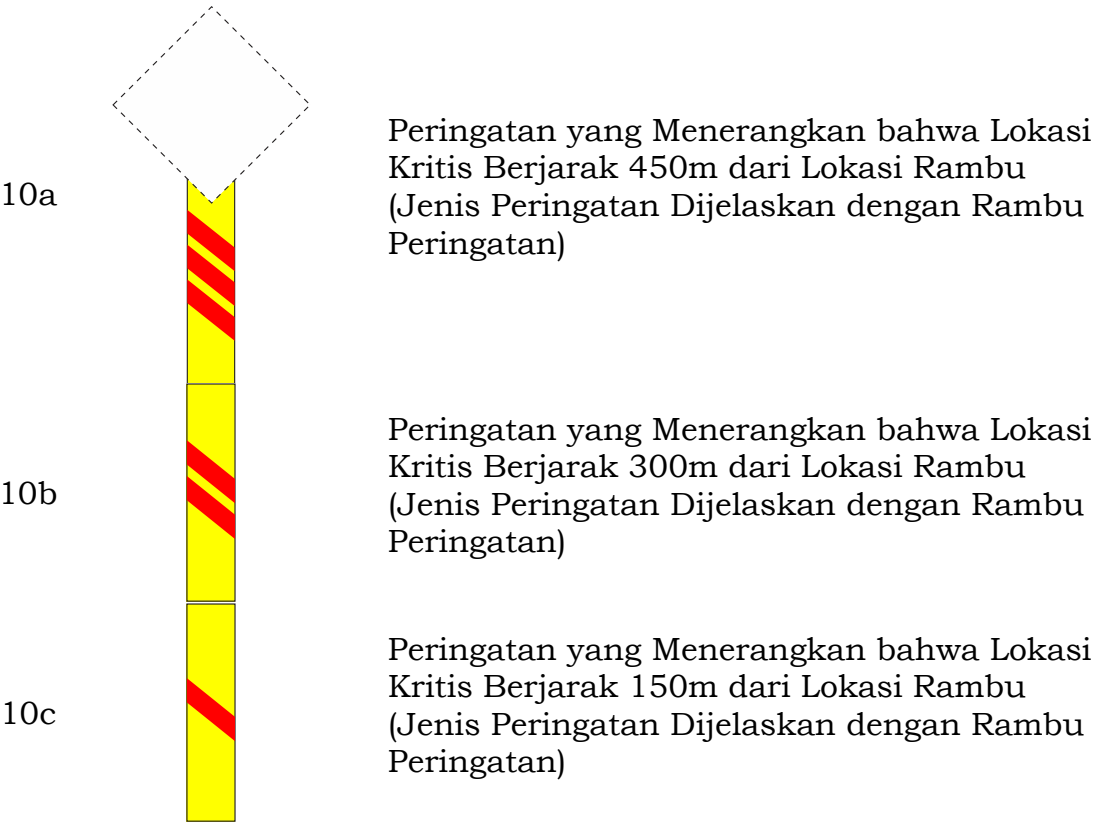 10a
Peringatan yang Menerangkan bahwa Lokasi
Kritis Berjarak 450m dari Lokasi Rambu
(Jenis Peringatan Dijelaskan dengan Rambu
Peringatan)
10b
Peringatan yang Menerangkan bahwa Lokasi
Kritis Berjarak 300m dari Lokasi Rambu
(Jenis Peringatan Dijelaskan dengan Rambu
Peringatan)
10c
Peringatan yang Menerangkan bahwa Lokasi
Kritis Berjarak 150m dari Lokasi Rambu
(Jenis Peringatan Dijelaskan dengan Rambu
Peringatan)